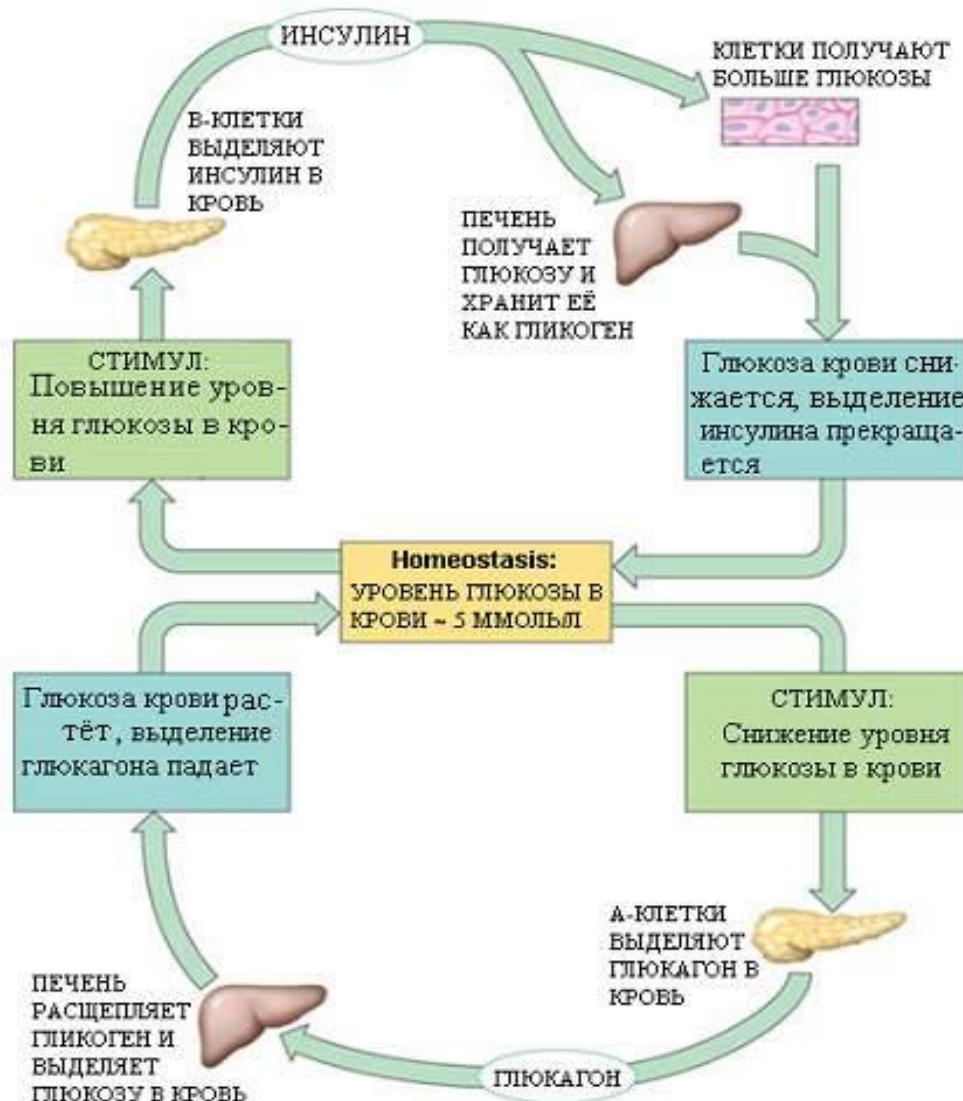 ИНСУЛИН
КЛЕТКИ ПОЛУЧАЮТ
БОЛЬШЕ ГЛЮКОЗЫ
В-КЛЕТКИ
ВЫДЕЛЯЮТ
ИНСУЛИН В
КРОВЬ
ПЕЧЕНЬ
ПОЛУЧАЕТ
ГЛЮКОЗУ И
ХРАНИТ ЕЁ
КАК ГЛИКОГЕН
СТИМУЛ:
Повышение уров-
ня глюкозы в кро-
ви
Глюкоза крови сни-
жается, выделение
инсулина прекраща-
ется
Homeostasis:
УРОВЕНЬ ГЛЮКОЗЫ В
КРОВИ ~ 5 ММОЛЬ/Л
Глюкоза крови рас-
тёт, выделение
глюкагона падает
СТИМУЛ:
Снижение уровня
глюкозы в крови
А-КЛЕТКИ
ВЫДЕЛЯЮТ
ГЛЮКАГОН В
КРОВЬ
ПЕЧЕНЬ
РАСЩЕПЛЯЕТ
ГЛИКОГЕН И
ВЫДЕЛЯЕТ
ГЛЮКОЗУ В КРОВЬ
ГЛЮКАГОН